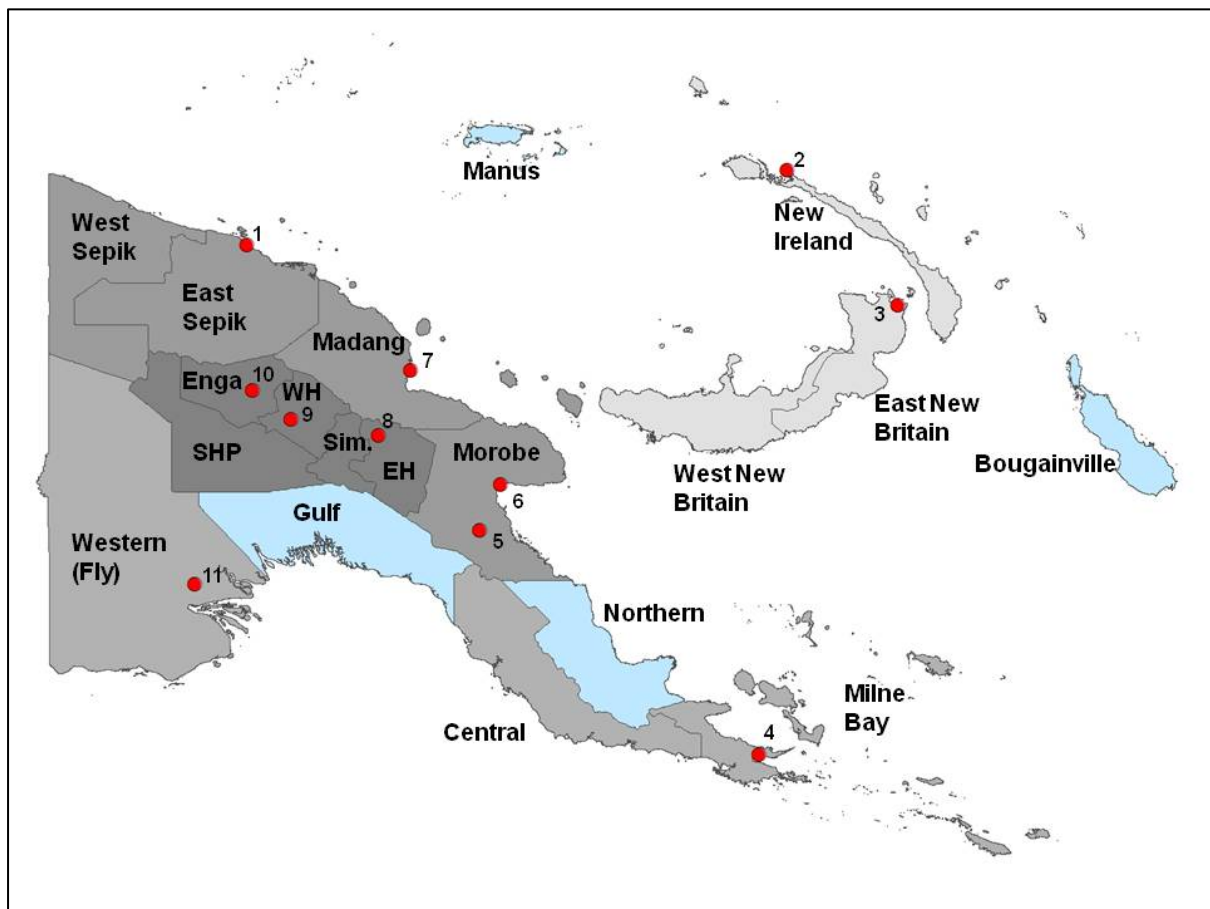 Manus
2
New
Ireland
West
Sepik
1
East
Sepik
3
Madang
7
Enga
10
WH
9
8
Sim.
SHP
EH
Morobe
East New
Britain
West New
Britain
Bougainville
6
Gulf
5
Western
(Fly)
11
Northern
Milne
Bay
Central
4